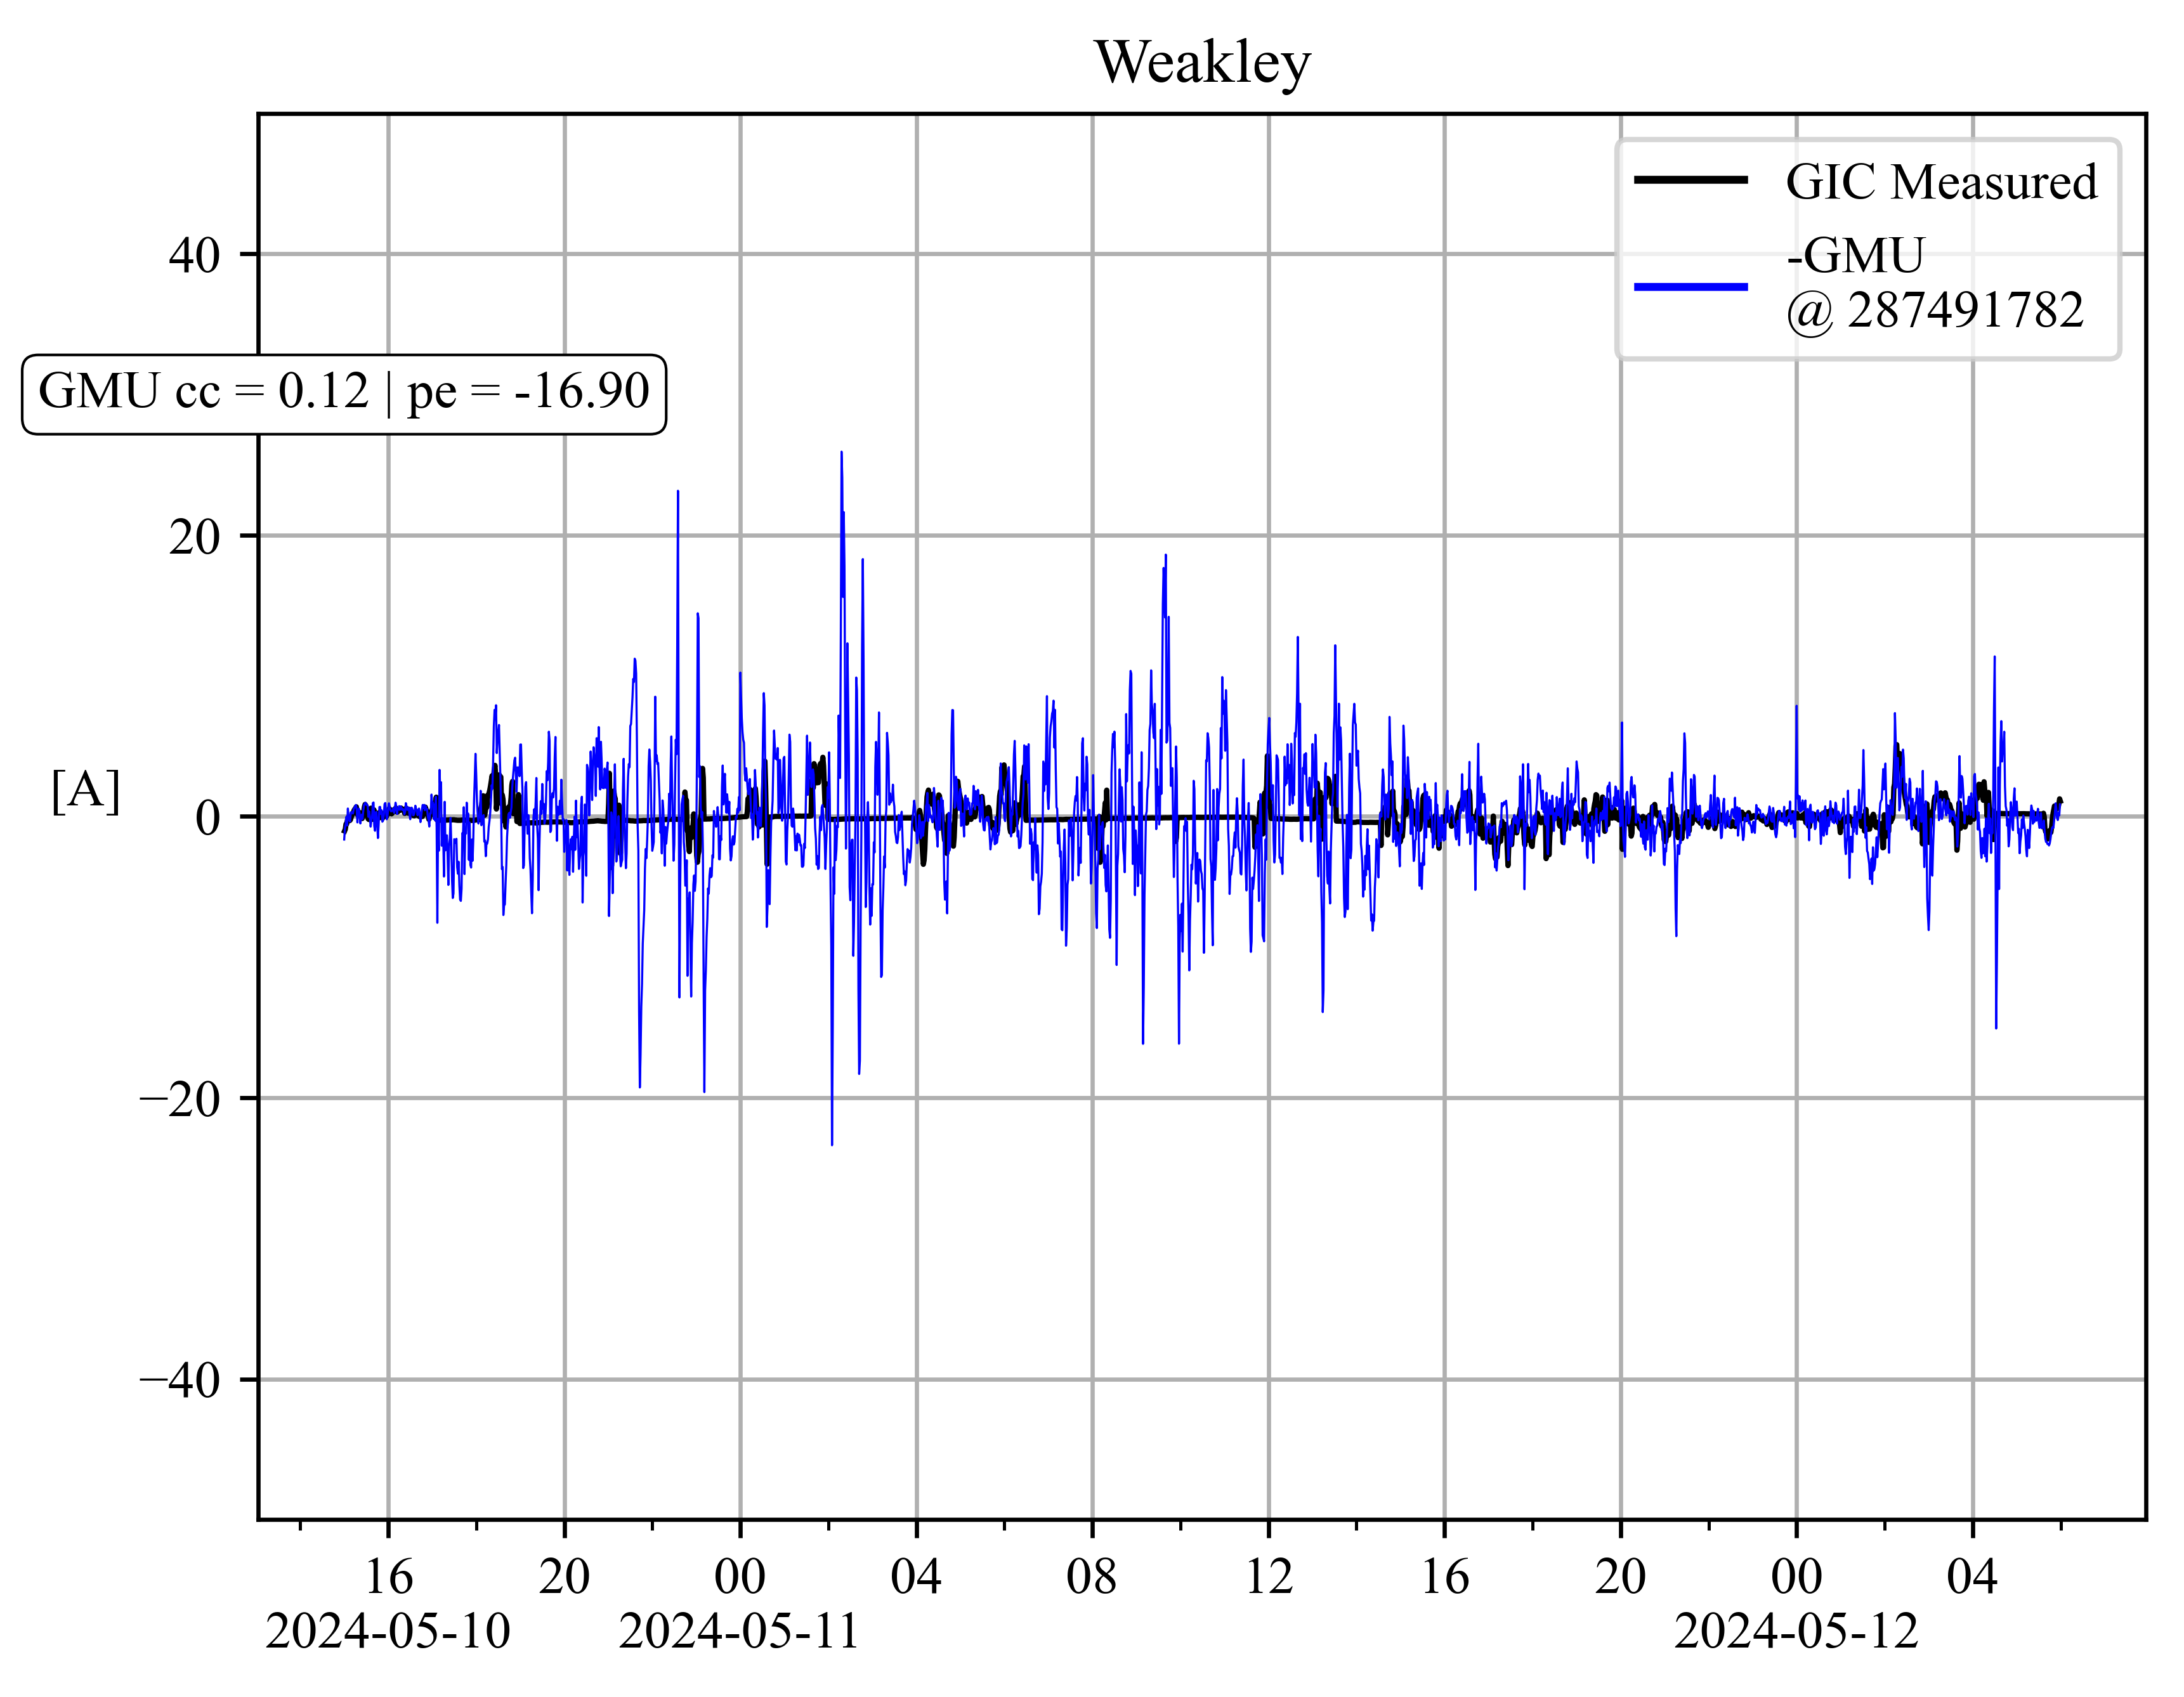 Weakley
GIC Measured
-GMU
@ 287491782
GMU cc = 0.12 | pe = -16.90
[A]
40
20
0
−20
−40
16 20 00 04 08 12 16 20 00 04
2024-05-10 2024-05-11 2024-05-12